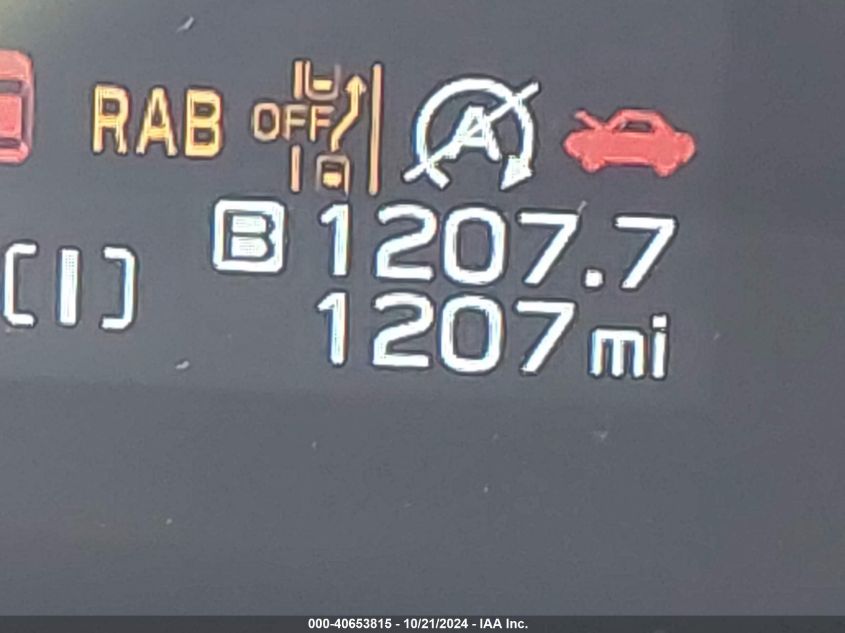 RAB OFF A
B 1207.7
[I] 1207 mi
000-40653815 - 10/21/2024 - IAA Inc.